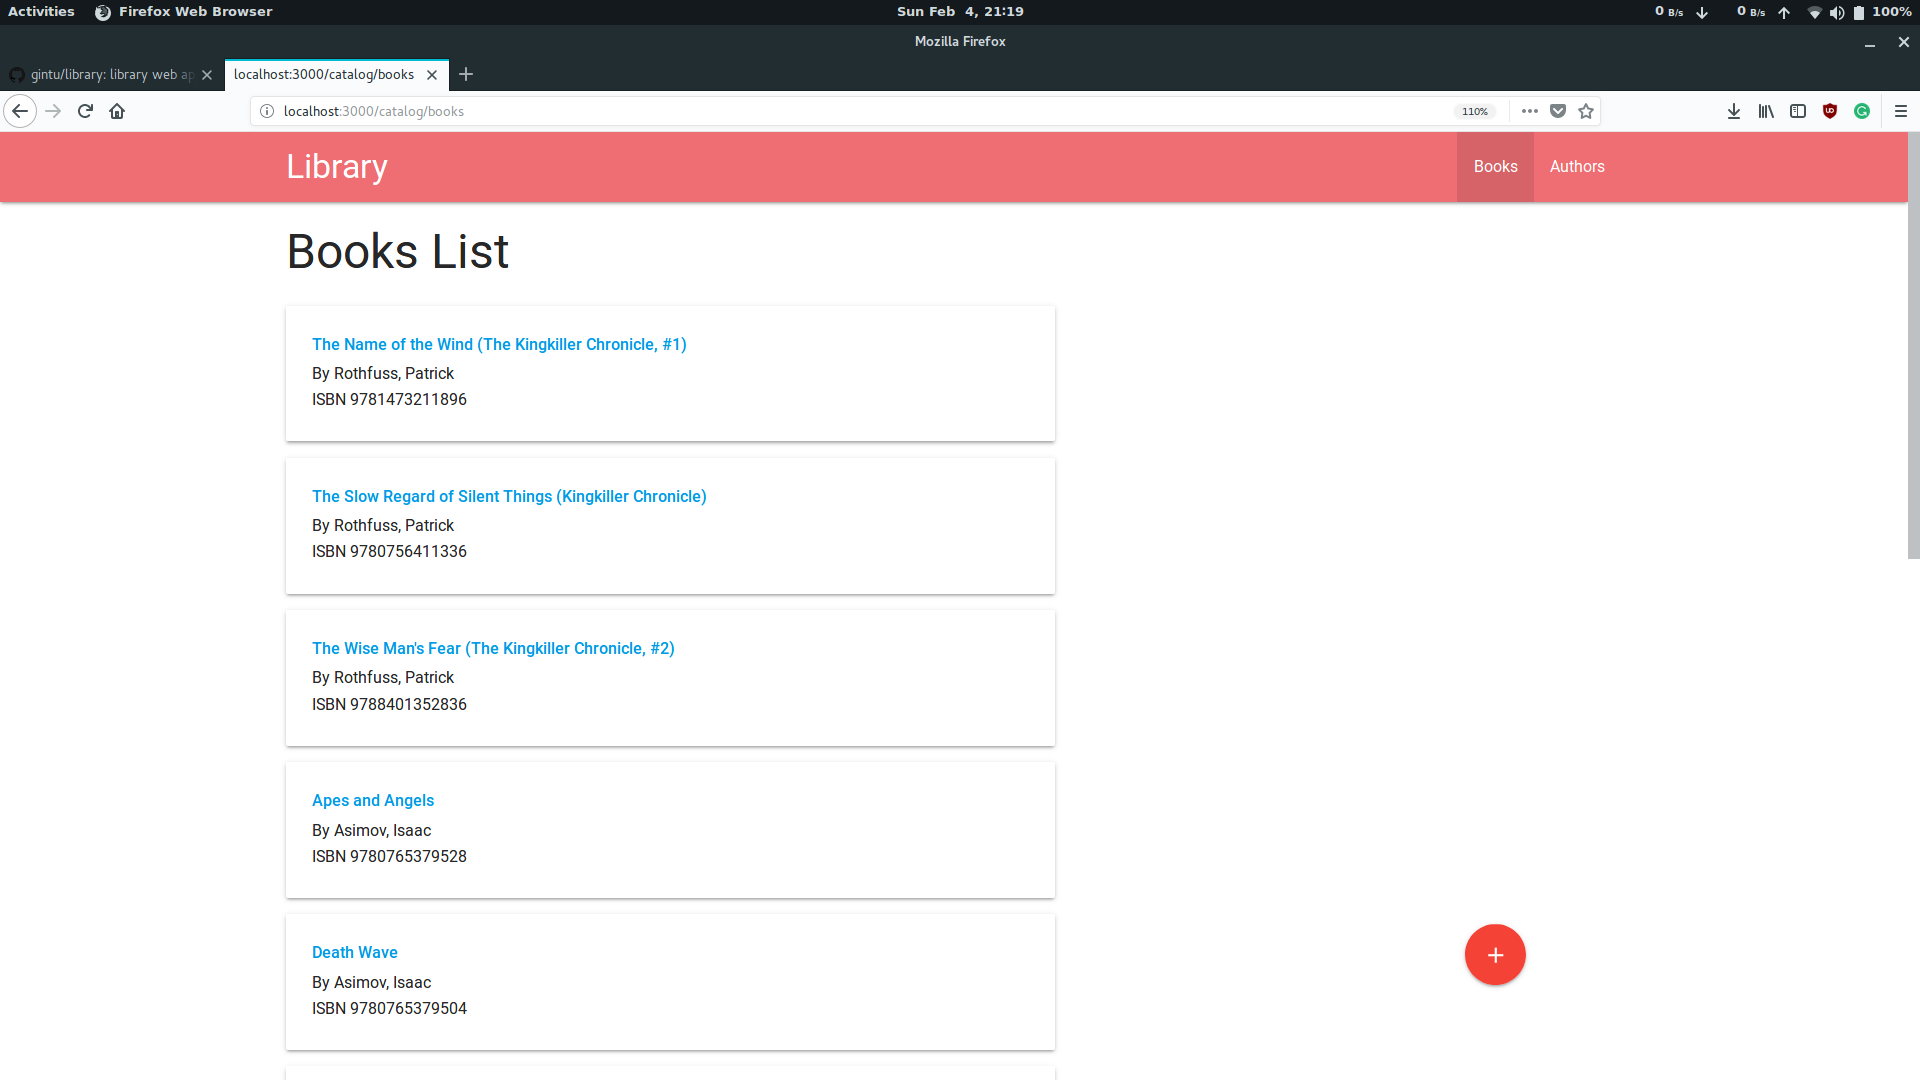 Activities Firefox Web Browser Sun Feb 4, 21:19 0 B/s 0 B/s 100%
Mozilla Firefox
gintu/library: library web ap localhost:3000/catalog/books
localhost:3000/catalog/books 110%
Library Books Authors
Books List
The Name of the Wind (The Kingkiller Chronicle, #1)
By Rothfuss, Patrick
ISBN 9781473211896
The Slow Regard of Silent Things (Kingkiller Chronicle)
By Rothfuss, Patrick
ISBN 9780756411336
The Wise Man's Fear (The Kingkiller Chronicle, #2)
By Rothfuss, Patrick
ISBN 9788401352836
Apes and Angels
By Asimov, Isaac
ISBN 9780765379528
Death Wave
By Asimov, Isaac
ISBN 9780765379504